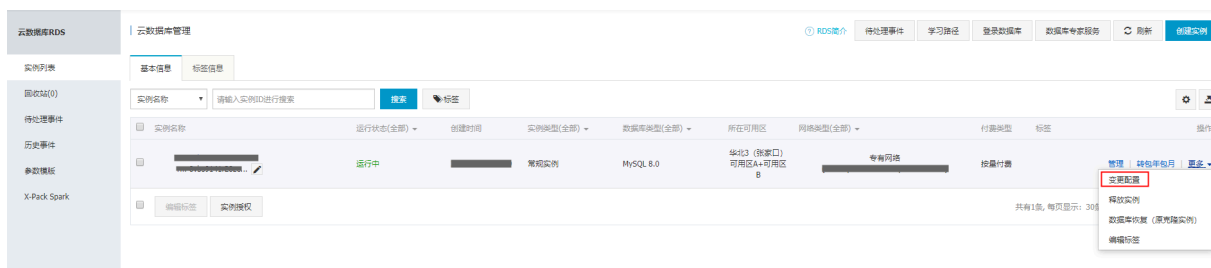 云数据库RDS
云数据库管理
RDS简介 待处理事件 学习路径 登录数据库 数据库专家服务 刷新 创建实例
实例列表
回收站(0)
待处理事件
历史事件
参数模版
X-Pack Spark
基本信息 标签信息
实例名称 请输入实例ID进行搜索 搜索 标签
实例名称 运行状态(全部) 创建时间 实例类型(全部) 数据库类型(全部) 所在可用区 网络类型(全部) 付费类型 标签 操作
运行中 常规实例 MySQL 8.0
华北3（张家口）
可用区A+可用区
B
专有网络
按量付费
管理 | 转包年包月 | 更多
变更配置
释放实例
数据库恢复（原克隆实例）
编辑标签
编辑标签 实例授权
共有1条, 每页显示: 30